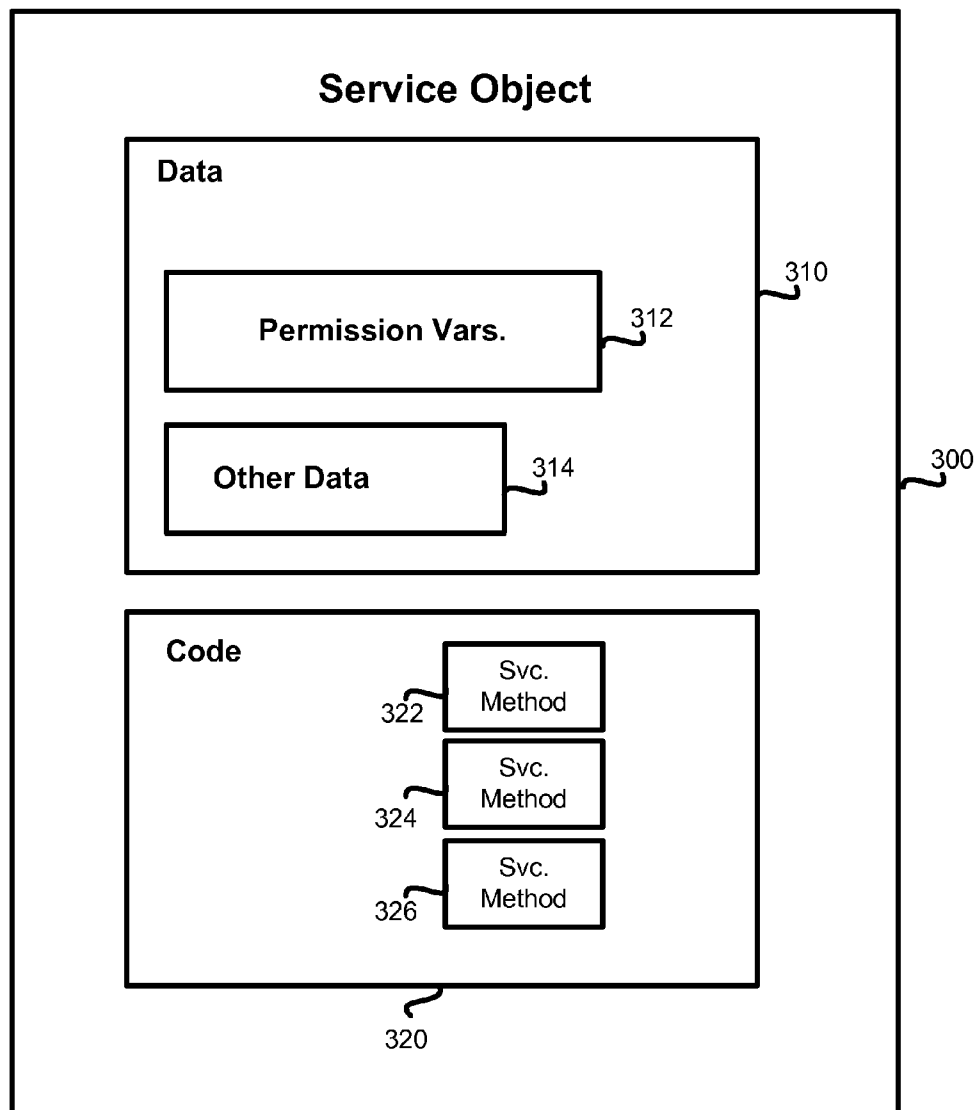 Service Object
Data
310
Permission Vars.
312
Other Data
314
300
Code
Svc.
Method
322
Svc.
Method
324
Svc.
Method
326
320